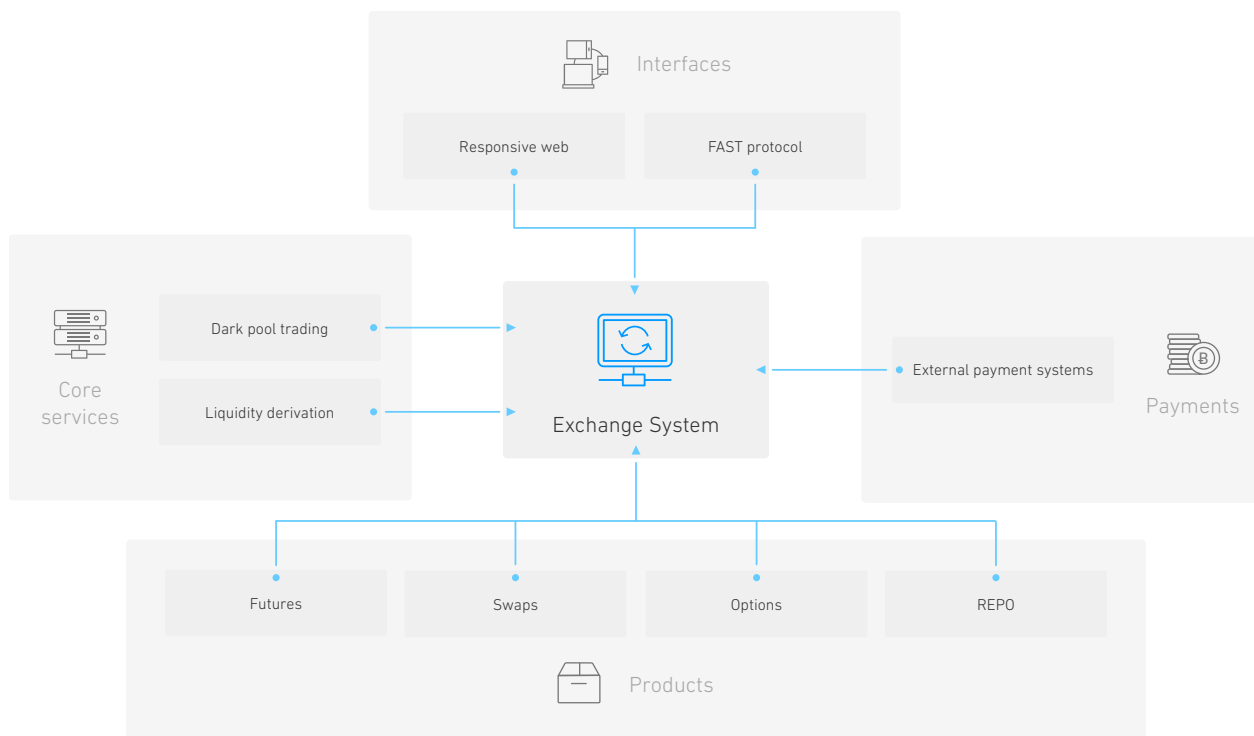 Interfaces
Responsive web
FAST protocol
Core
services
Dark pool trading
Liquidity derivation
Exchange System
External payment systems
Payments
Futures
Swaps
Options
REPO
Products